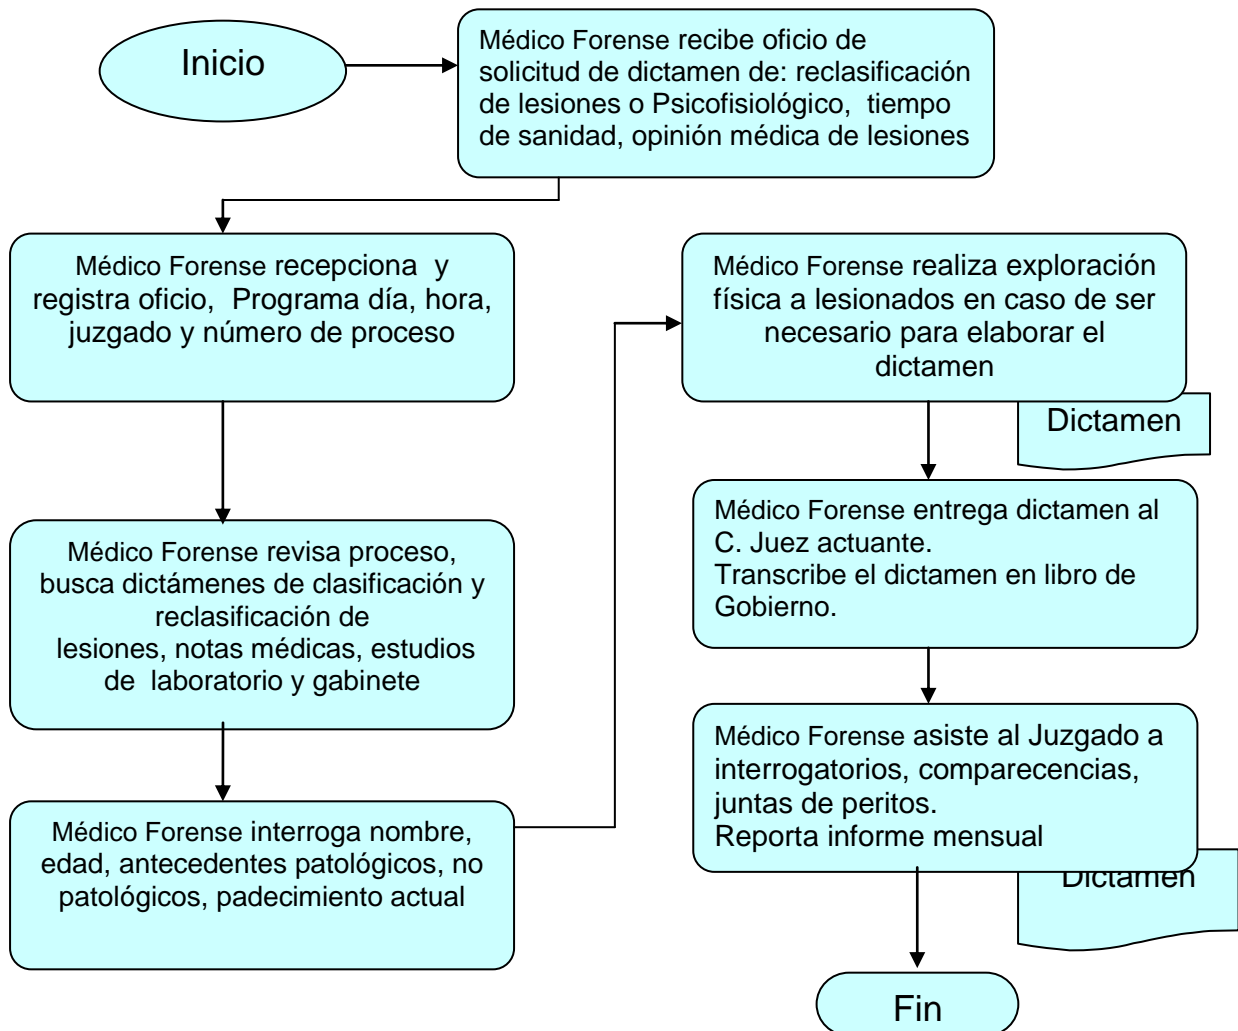 Inicio
Médico Forense recibe oficio de
solicitud de dictamen de: reclasificación
de lesiones o Psicofisiológico, tiempo
de sanidad, opinión médica de lesiones
Médico Forense recepciona y
registra oficio, Programa día, hora,
juzgado y número de proceso
Médico Forense revisa proceso,
busca dictámenes de clasificación y
reclasificación de
lesiones, notas médicas, estudios
de laboratorio y gabinete
Médico Forense interroga nombre,
edad, antecedentes patológicos, no
patológicos, padecimiento actual
Médico Forense realiza exploración
física a lesionados en caso de ser
necesario para elaborar el
dictamen
Dictamen
Médico Forense entrega dictamen al
C. Juez actuante.
Transcribe el dictamen en libro de
Gobierno.
Médico Forense asiste al Juzgado a
interrogatorios, comparecencias,
juntas de peritos.
Reporta informe mensual
Dictamen
Fin